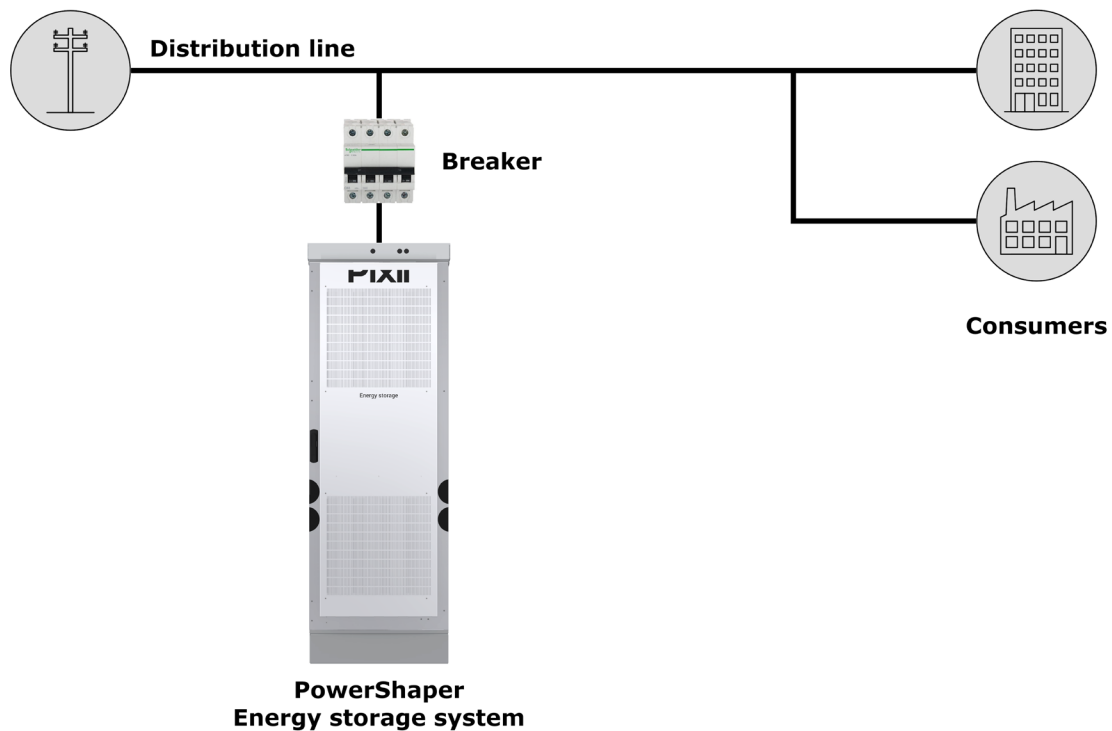 Distribution line
Breaker
PIXII
Energy storage
Consumers
PowerShaper
Energy storage system